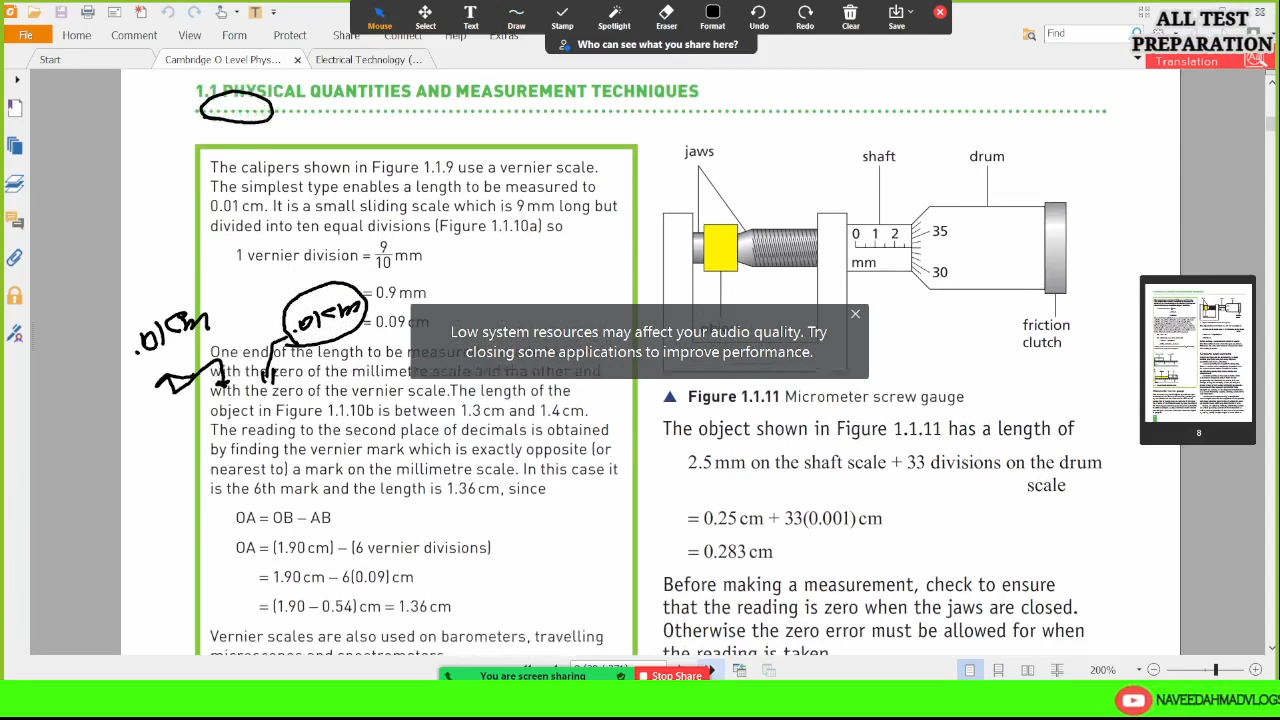 File
Home
Comment
View
Form
Protect
Share
Connect
Extras
Mouse
Select
Text
Draw
Stamp
Spotlight
Eraser
Format
Undo
Redo
Clear
Save
Who can see what you share here?
Find
ALL TEST
PREPARATION
Translation
Start
Cambridge O Level Phys...
Electrical Technology (...
1.1 PHYSICAL QUANTITIES AND MEASUREMENT TECHNIQUES
The calipers shown in Figure 1.1.9 use a vernier scale.
The simplest type enables a length to be measured to
0.01 cm. It is a small sliding scale which is 9 mm long but
divided into ten equal divisions (Figure 1.1.10a) so
1 vernier division = 9/10 mm
= 0.9 mm
= 0.09 cm
.01cm
One end of the length to be
with the zero of the millimetre
with the zero of the vernier scale. The length of the
object in Figure 1.1.10b is between 1.3 cm and 1.4 cm.
The reading to the second place of decimals is obtained
by finding the vernier mark which is exactly opposite (or
nearest to) a mark on the millimetre scale. In this case it
is the 6th mark and the length is 1.36 cm, since
OA = OB – AB
OA = (1.90 cm) – (6 vernier divisions)
= 1.90 cm – 6(0.09) cm
= (1.90 – 0.54) cm = 1.36 cm
Vernier scales are also used on barometers, travelling
jaws
shaft
drum
0 1 2
mm
35
30
friction
clutch
Low system resources may affect your audio quality. Try
closing some applications to improve performance.
▲ Figure 1.1.11 Micrometer screw gauge
The object shown in Figure 1.1.11 has a length of
2.5 mm on the shaft scale + 33 divisions on the drum
scale
= 0.25 cm + 33(0.001) cm
= 0.283 cm
Before making a measurement, check to ensure
that the reading is zero when the jaws are closed.
Otherwise the zero error must be allowed for when
the reading is taken.
8
You are screen sharing
Stop Share
200%
NAVEEDAHMADVLOGS